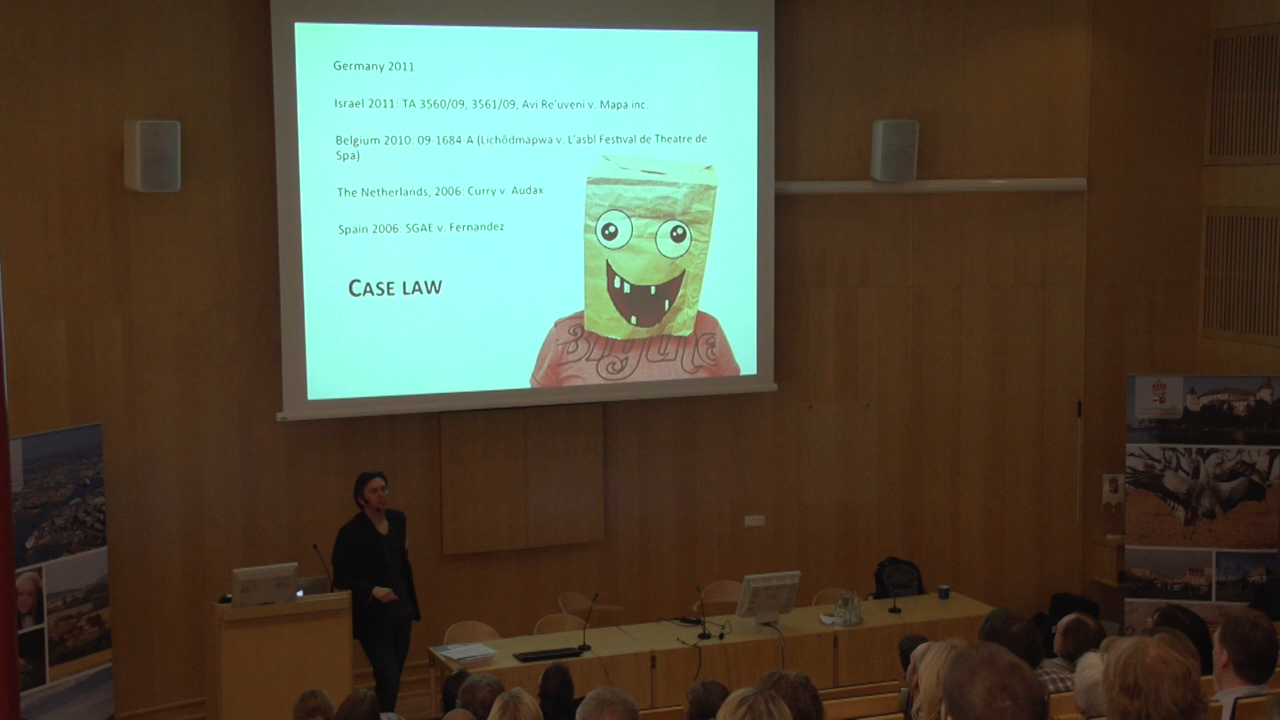 Germany 2011
Israel 2011: TA 3560/09, 3561/09, Avi Re'uveni v. Mapa inc.
Belgium 2010: 09-1684-A (Lichôdmapwa v. L'asbl Festival de Theatre de
Spa)
The Netherlands, 2006: Curry v. Audax
Spain 2006: SGAE v. Fernandez
CASE LAW